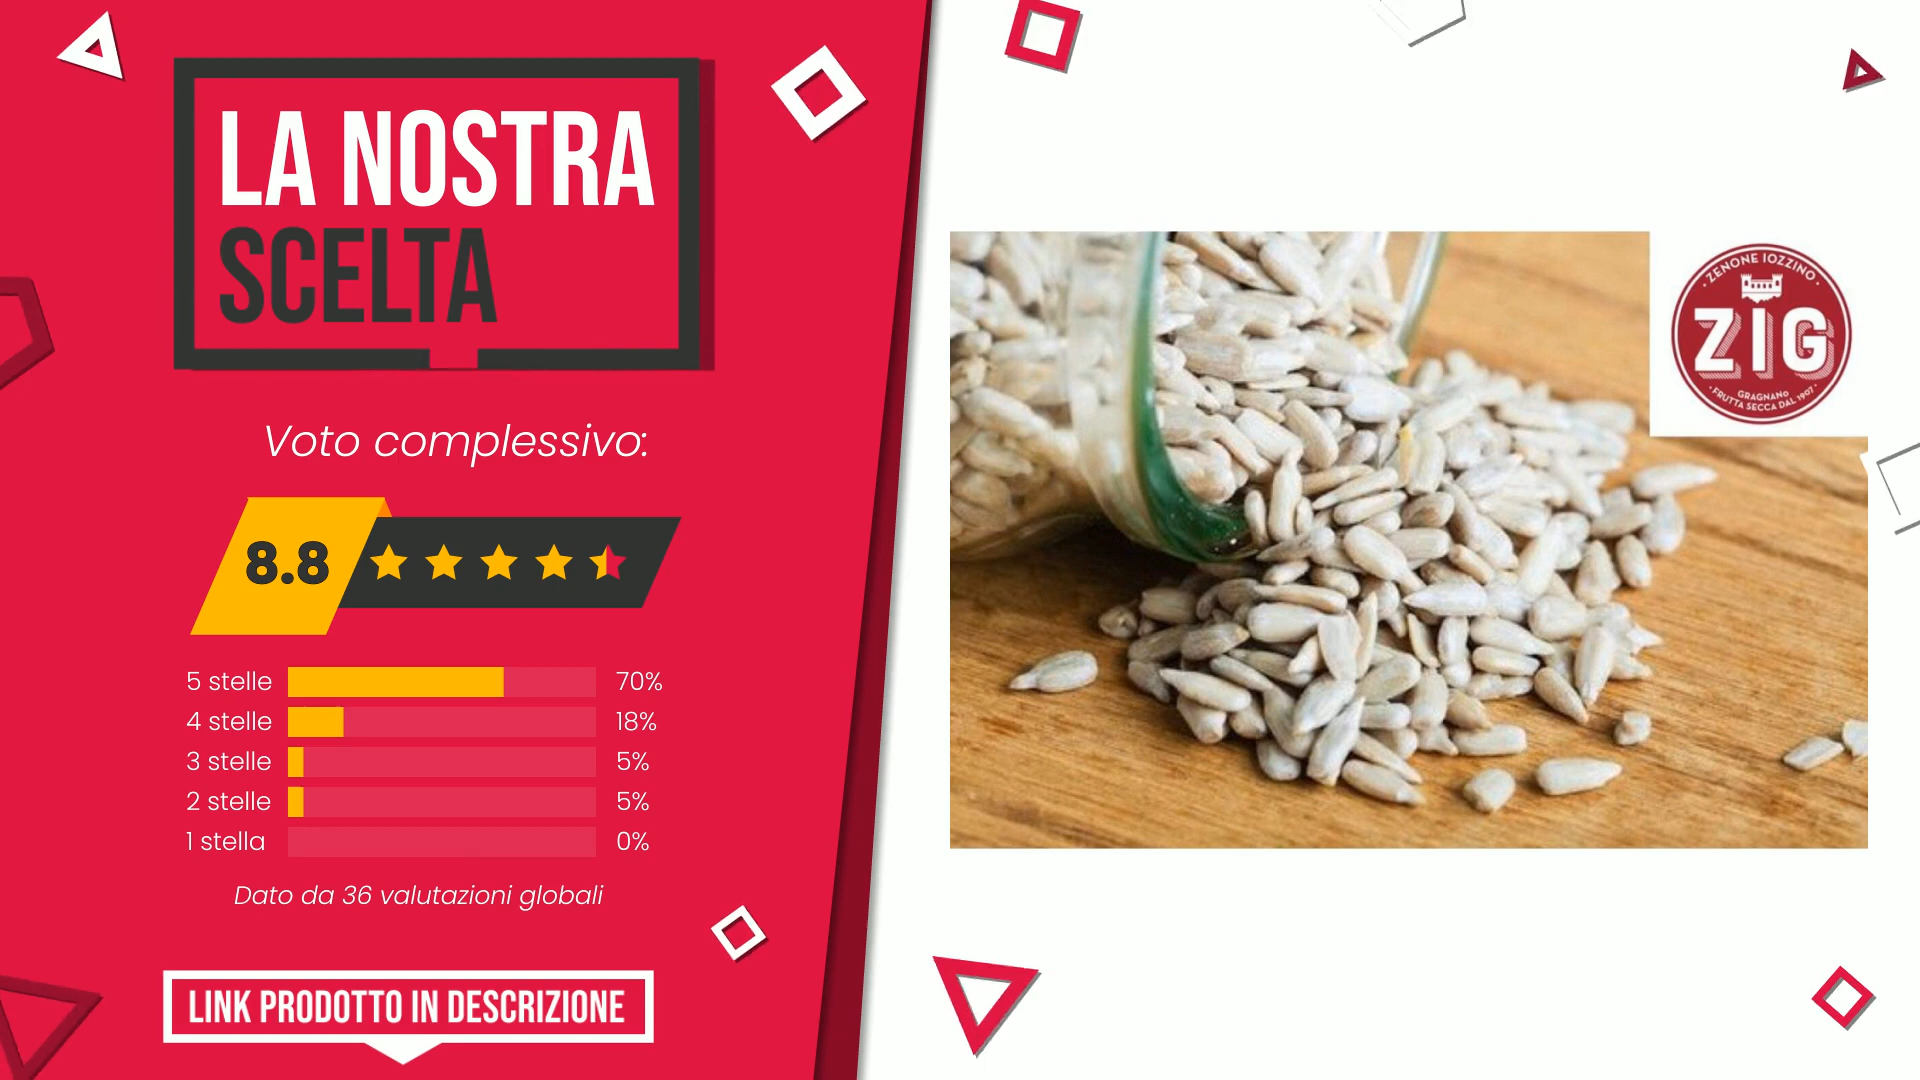 LA NOSTRA
SCELTA
Voto complessivo:
8.8
5 stelle 70%
4 stelle 18%
3 stelle 5%
2 stelle 5%
1 stella 0%
Dato da 36 valutazioni globali
LINK PRODOTTO IN DESCRIZIONE
· ZENONE IOZZINO ·
ZIG
GRAGNANO
· FRUTTA SECCA DAL 1907 ·